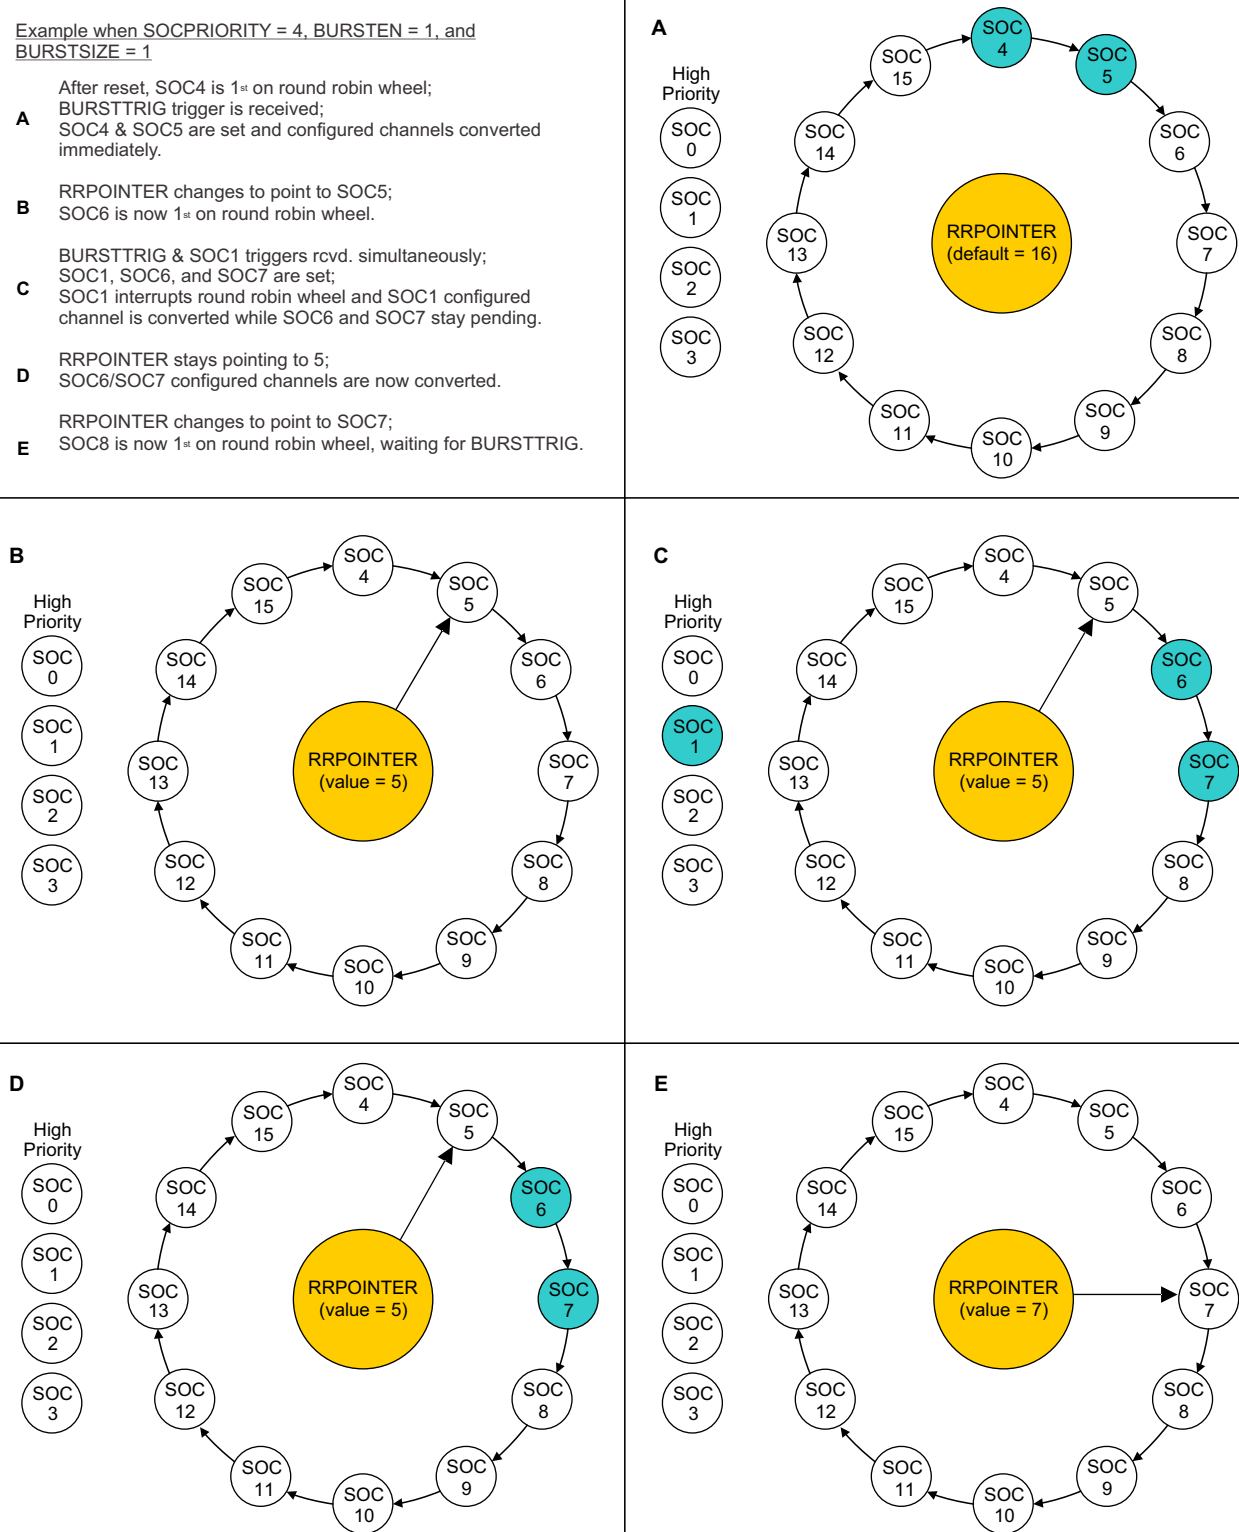 Example when SOCPRIORITY = 4, BURSTEN = 1, and
BURSTSIZE = 1
A
After reset, SOC4 is 1st on round robin wheel;
BURSTTRIG trigger is received;
SOC4 & SOC5 are set and configured channels converted
immediately.
B
RRPOINTER changes to point to SOC5;
SOC6 is now 1st on round robin wheel.
C
BURSTTRIG & SOC1 triggers rcvd. simultaneously;
SOC1, SOC6, and SOC7 are set;
SOC1 interrupts round robin wheel and SOC1 configured
channel is converted while SOC6 and SOC7 stay pending.
D
RRPOINTER stays pointing to 5;
SOC6/SOC7 configured channels are now converted.
E
RRPOINTER changes to point to SOC7;
SOC8 is now 1st on round robin wheel, waiting for BURSTTRIG.
A
High
Priority
SOC
0
SOC
1
SOC
2
SOC
3
SOC
4
SOC
5
SOC
6
SOC
7
SOC
8
SOC
9
SOC
10
SOC
11
SOC
12
SOC
13
SOC
14
SOC
15
RRPOINTER
(default = 16)
B
High
Priority
SOC
0
SOC
1
SOC
2
SOC
3
SOC
4
SOC
5
SOC
6
SOC
7
SOC
8
SOC
9
SOC
10
SOC
11
SOC
12
SOC
13
SOC
14
SOC
15
RRPOINTER
(value = 5)
C
High
Priority
SOC
0
SOC
1
SOC
2
SOC
3
SOC
4
SOC
5
SOC
6
SOC
7
SOC
8
SOC
9
SOC
10
SOC
11
SOC
12
SOC
13
SOC
14
SOC
15
RRPOINTER
(value = 5)
D
High
Priority
SOC
0
SOC
1
SOC
2
SOC
3
SOC
4
SOC
5
SOC
6
SOC
7
SOC
8
SOC
9
SOC
10
SOC
11
SOC
12
SOC
13
SOC
14
SOC
15
RRPOINTER
(value = 5)
E
High
Priority
SOC
0
SOC
1
SOC
2
SOC
3
SOC
4
SOC
5
SOC
6
SOC
7
SOC
8
SOC
9
SOC
10
SOC
11
SOC
12
SOC
13
SOC
14
SOC
15
RRPOINTER
(value = 7)